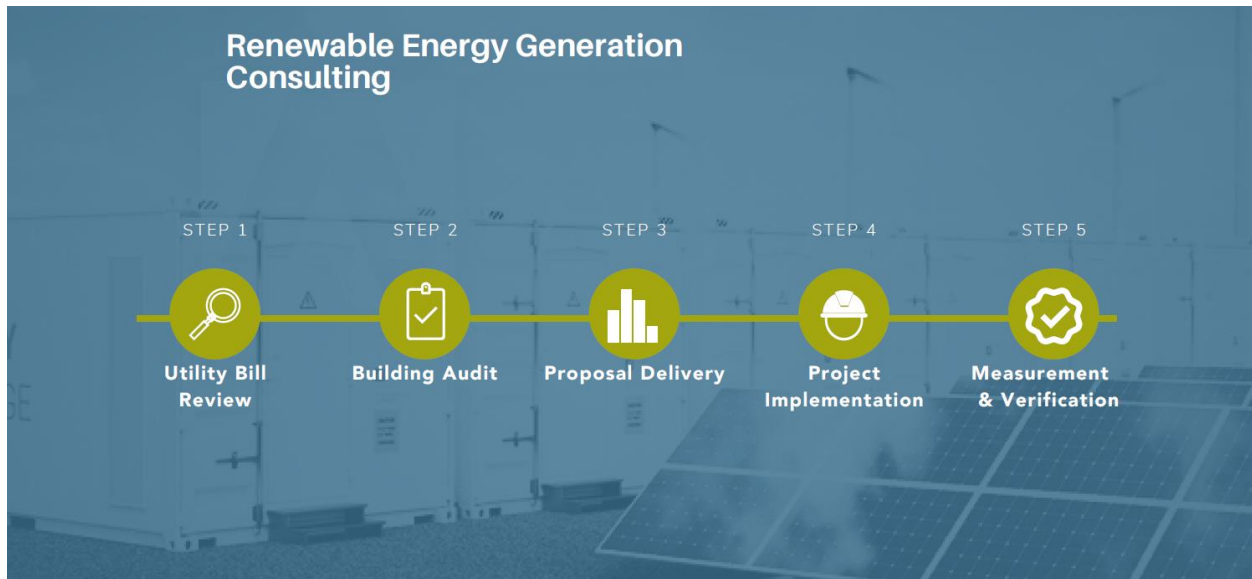 Renewable Energy Generation
Consulting
STEP 1
STEP 2
STEP 3
STEP 4
STEP 5
Utility Bill
Review
Building Audit
Proposal Delivery
Project
Implementation
Measurement
& Verification